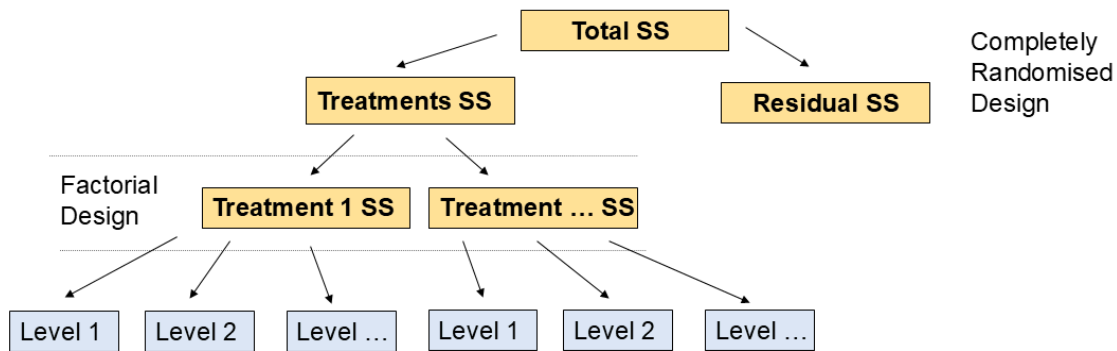 Total SS
Completely
Randomised
Design
Treatments SS
Residual SS
Factorial
Design
Treatment 1 SS
Treatment … SS
Level 1
Level 2
Level …
Level 1
Level 2
Level …